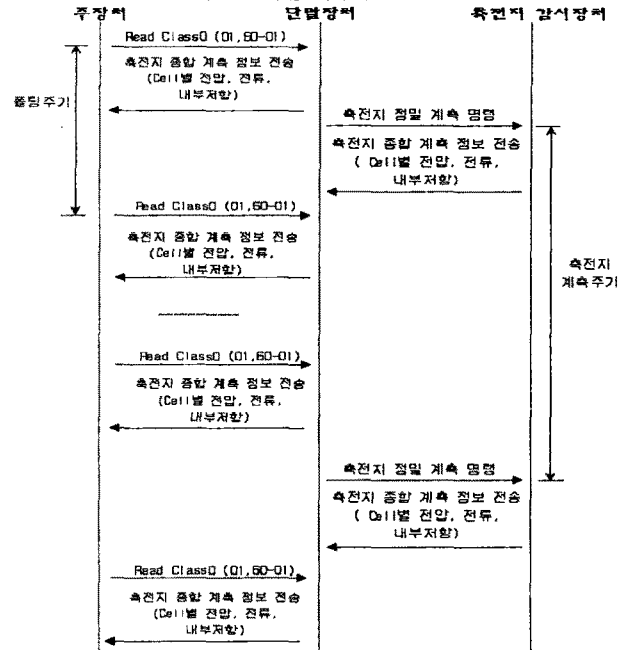 주장처 단말장처 축전지 감시장처
Read Class0 (01,60-01)
축전지 종합 계측 정보 전송
(Cell별 전압, 전류,
내부저항)
폴링주기
축전지 정밀 계측 명령
축전지 종합 계측 정보 전송
( Cell별 전압, 전류,
내부저항)
Read Class0 (01,60-01)
축전지 종합 계측 정보 전송
(Cell별 전압, 전류,
내부저항)
축전지
계측주기
Read Class0 (01,60-01)
축전지 종합 계측 정보 전송
(Cell별 전압, 전류,
내부저항)
축전지 정밀 계측 명령
축전지 종합 계측 정보 전송
( Cell별 전압, 전류,
내부저항)
Read Class0 (01,60-01)
축전지 종합 계측 정보 전송
(Cell별 전압, 전류,
내부저항)